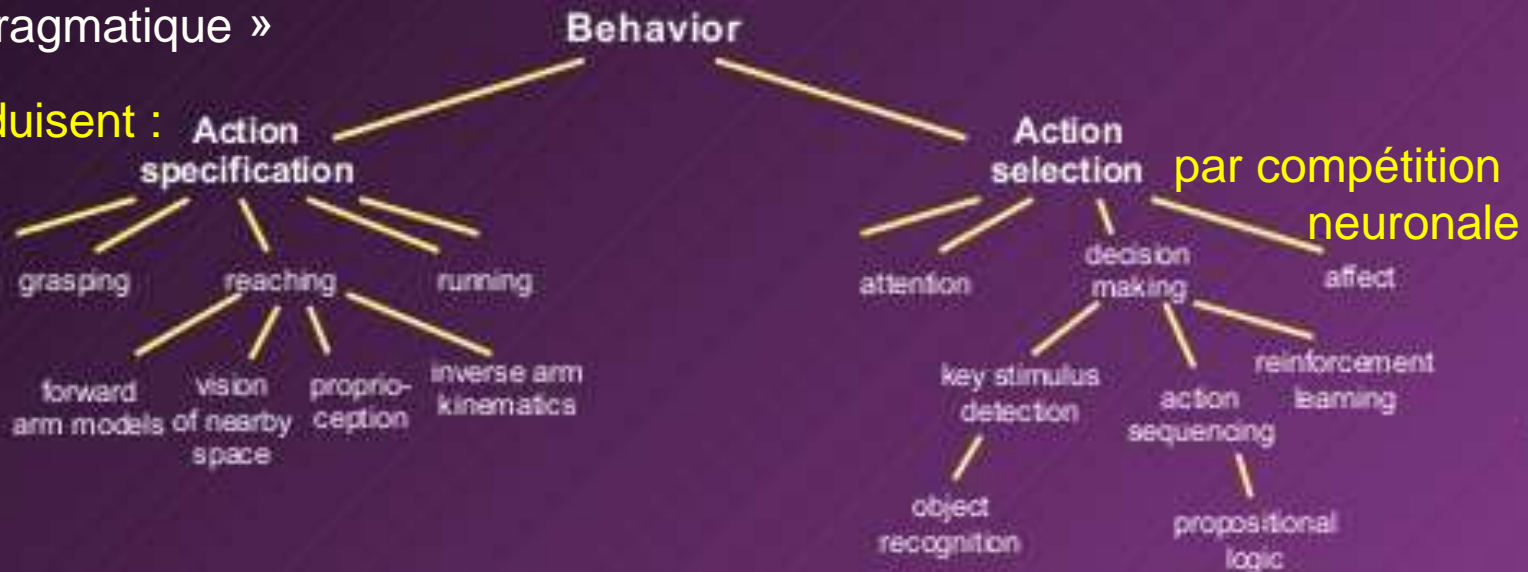 ragmatique »
Behavior
duisent :
Action
specification
Action
selection
par compétition
neuronale
grasping
reaching
running
attention
decision
making
affect
forward
arm models
vision
of nearby
space
proprio-
ception
inverse arm
kinematics
key stimulus
detection
action
sequencing
reinforcement
learning
object
recognition
propositional
logic